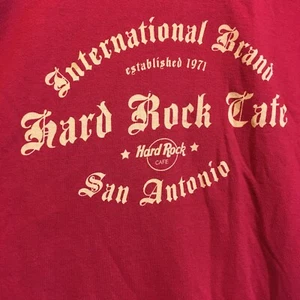 International Brand
established 1971
Hard Rock Cafe
Hard Rock
CAFE
San Antonio